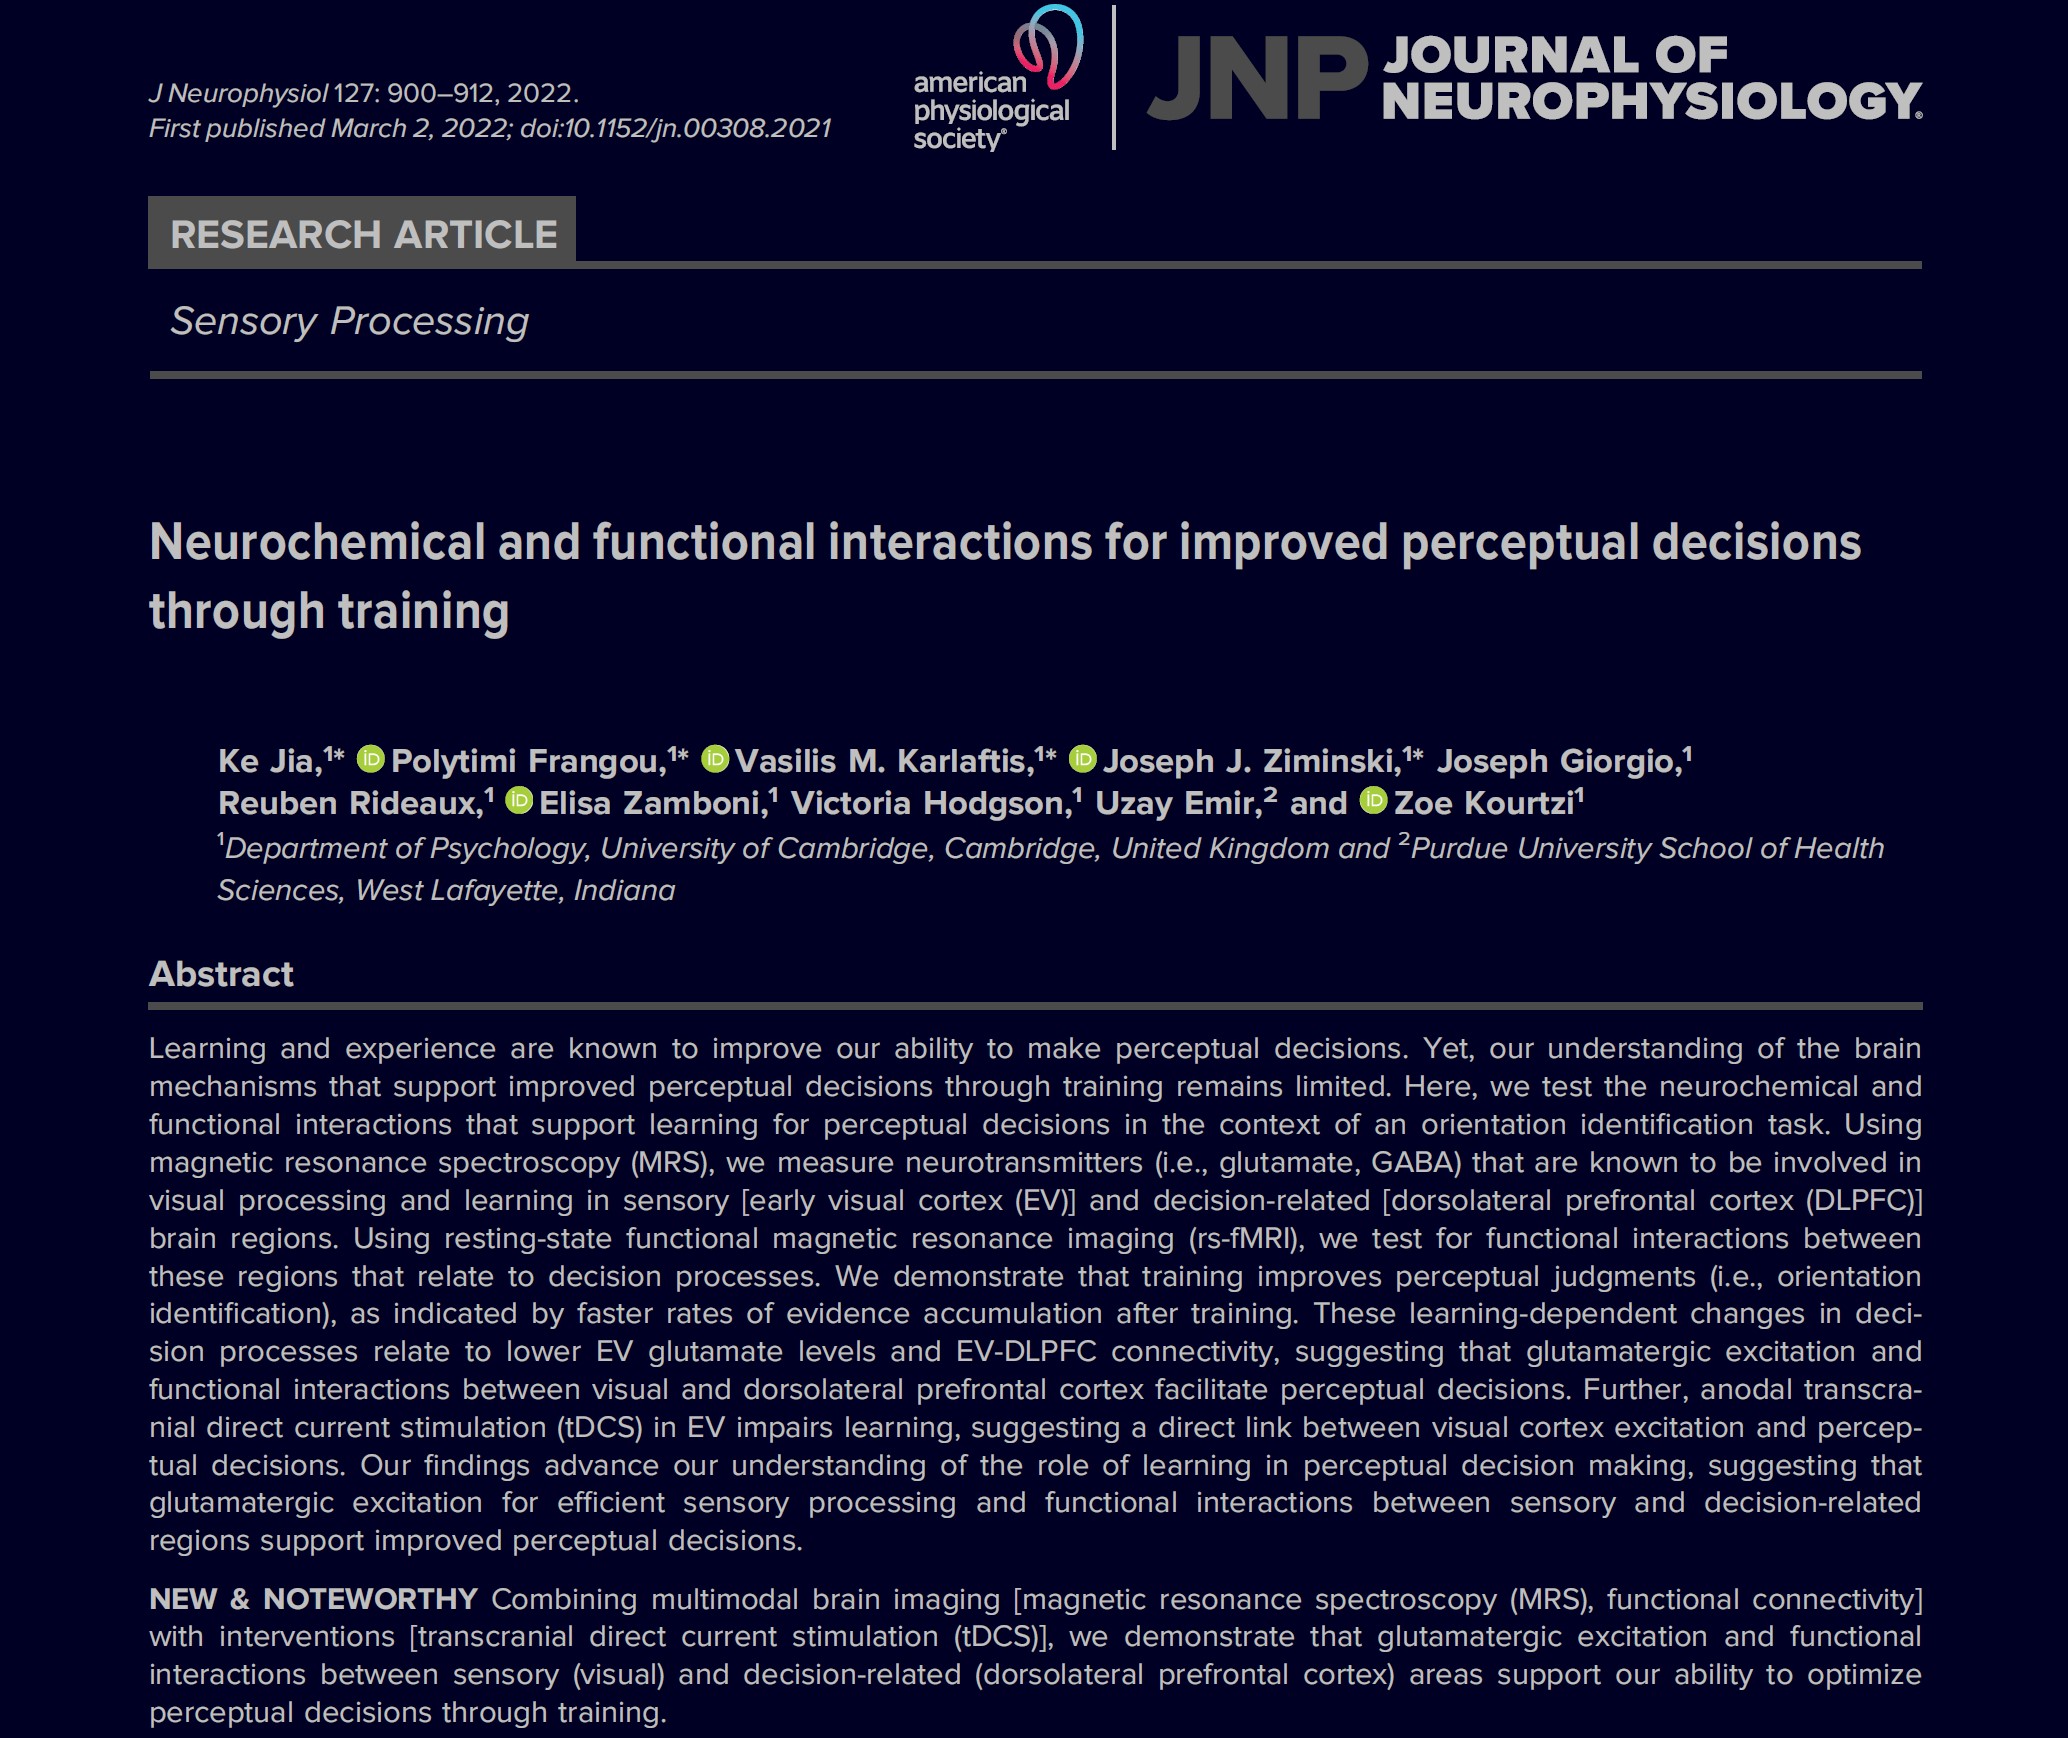 J Neurophysiol 127: 900–912, 2022.
First published March 2, 2022; doi:10.1152/jn.00308.2021
american
physiological
society®
JNP JOURNAL OF
NEUROPHYSIOLOGY®
RESEARCH ARTICLE
Sensory Processing
Neurochemical and functional interactions for improved perceptual decisions
through training
Ke Jia,¹* iD Polytimi Frangou,¹* iD Vasilis M. Karlaftis,¹* iD Joseph J. Ziminski,¹* Joseph Giorgio,¹
Reuben Rideaux,¹ iD Elisa Zamboni,¹ Victoria Hodgson,¹ Uzay Emir,² and iD Zoe Kourtzi¹
¹Department of Psychology, University of Cambridge, Cambridge, United Kingdom and ²Purdue University School of Health
Sciences, West Lafayette, Indiana
Abstract
Learning and experience are known to improve our ability to make perceptual decisions. Yet, our understanding of the brain
mechanisms that support improved perceptual decisions through training remains limited. Here, we test the neurochemical and
functional interactions that support learning for perceptual decisions in the context of an orientation identification task. Using
magnetic resonance spectroscopy (MRS), we measure neurotransmitters (i.e., glutamate, GABA) that are known to be involved in
visual processing and learning in sensory [early visual cortex (EV)] and decision-related [dorsolateral prefrontal cortex (DLPFC)]
brain regions. Using resting-state functional magnetic resonance imaging (rs-fMRI), we test for functional interactions between
these regions that relate to decision processes. We demonstrate that training improves perceptual judgments (i.e., orientation
identification), as indicated by faster rates of evidence accumulation after training. These learning-dependent changes in deci-
sion processes relate to lower EV glutamate levels and EV-DLPFC connectivity, suggesting that glutamatergic excitation and
functional interactions between visual and dorsolateral prefrontal cortex facilitate perceptual decisions. Further, anodal transcra-
nial direct current stimulation (tDCS) in EV impairs learning, suggesting a direct link between visual cortex excitation and percep-
tual decisions. Our findings advance our understanding of the role of learning in perceptual decision making, suggesting that
glutamatergic excitation for efficient sensory processing and functional interactions between sensory and decision-related
regions support improved perceptual decisions.
NEW & NOTEWORTHY Combining multimodal brain imaging [magnetic resonance spectroscopy (MRS), functional connectivity]
with interventions [transcranial direct current stimulation (tDCS)], we demonstrate that glutamatergic excitation and functional
interactions between sensory (visual) and decision-related (dorsolateral prefrontal cortex) areas support our ability to optimize
perceptual decisions through training.